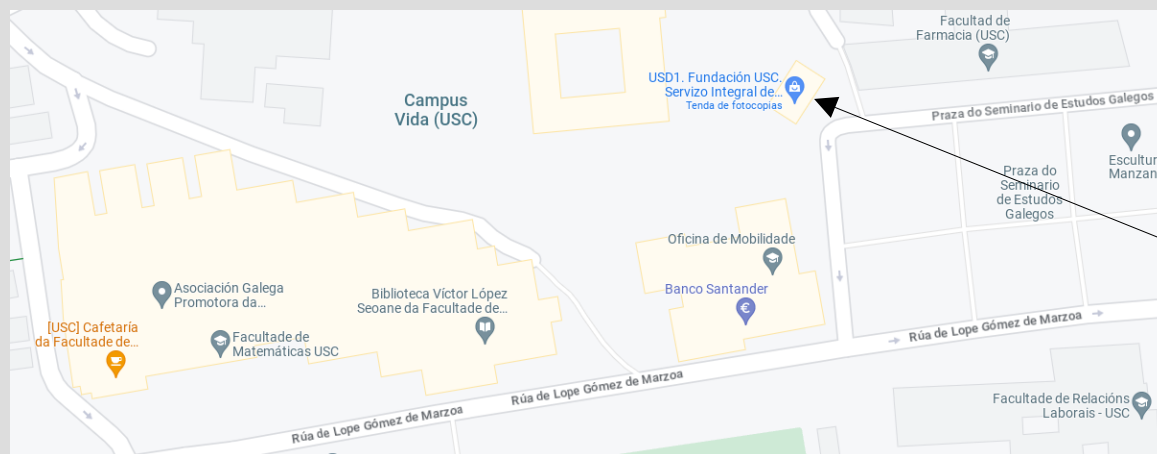 Facultad de
Farmacia (USC)
USD1. Fundación USC.
Servizo Integral de...
Tenda de fotocopias
Campus
Vida (USC)
Praza do Seminario de Estudos Galegos
Escultur
Manzan
Praza do
Seminario
de Estudos
Galegos
Oficina de Mobilidade
Asociación Galega
Promotora da...
Biblioteca Víctor López
Seoane da Facultade de...
Banco Santander
€
[USC] Cafetaría
da Facultade de...
Facultade de
Matemáticas USC
Rúa de Lope Gómez de Marzoa
Rúa de Lope Gómez de Marzoa
Rúa de Lope Gómez de Marzoa
Facultade de Relacións
Laborais - USC